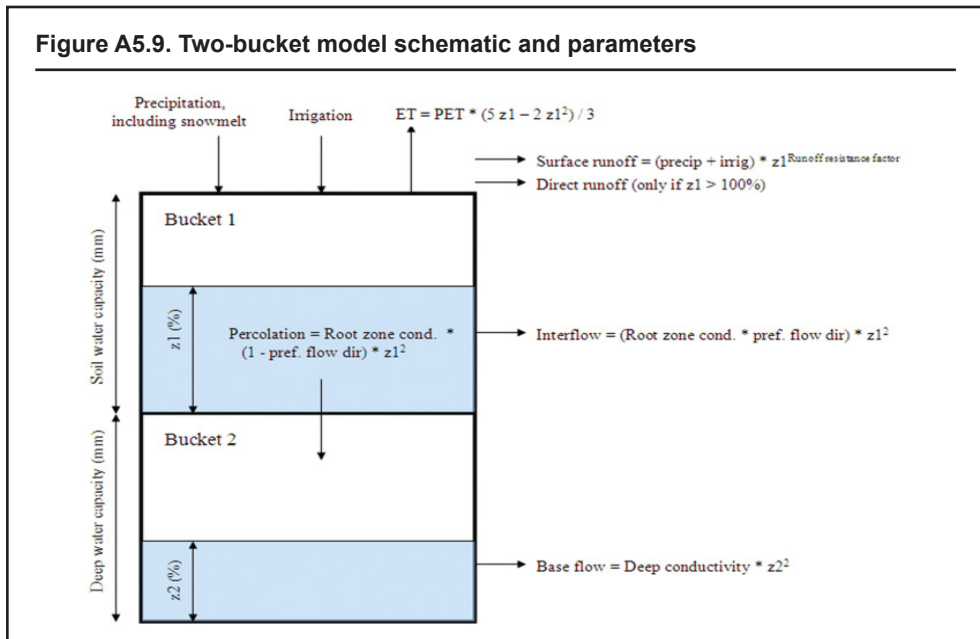 Figure A5.9. Two-bucket model schematic and parameters
Precipitation,
including snowmelt
Irrigation
ET = PET * (5 z1 – 2 z1²) / 3
Surface runoff = (precip + irrig) * z1^Runoff resistance factor
Direct runoff (only if z1 > 100%)
Bucket 1
Soil water capacity (mm)
z1 (%)
Percolation = Root zone cond. *
(1 - pref. flow dir) * z1²
Interflow = (Root zone cond. * pref. flow dir) * z1²
Bucket 2
Deep water capacity (mm)
z2 (%)
Base flow = Deep conductivity * z2²